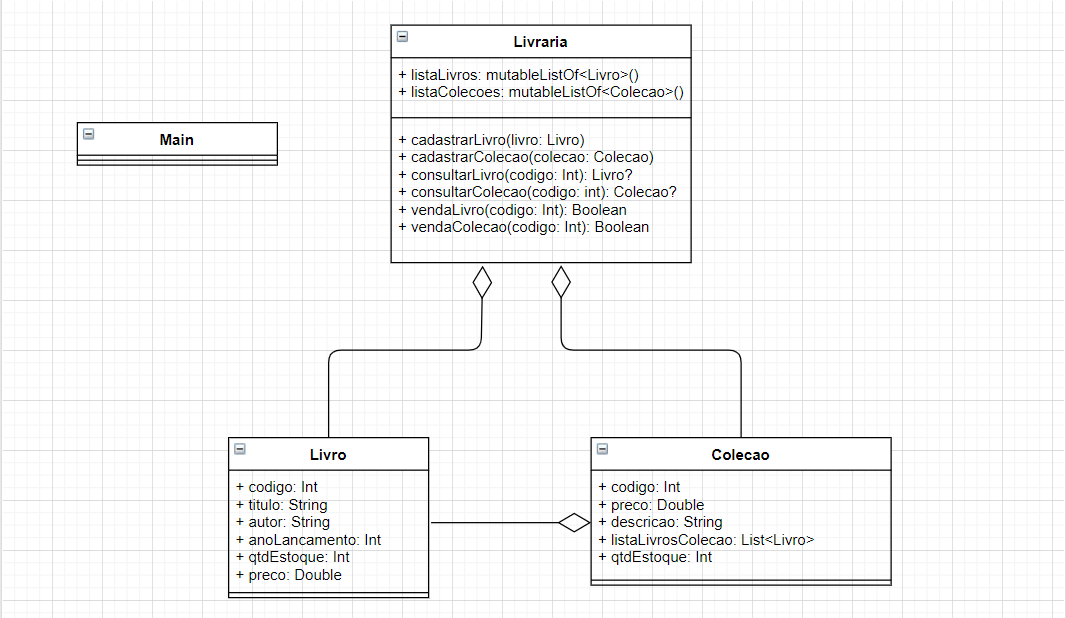 Livraria
+ listaLivros: mutableListOf<Livro>()
+ listaColecoes: mutableListOf<Colecao>()
+ cadastrarLivro(livro: Livro)
+ cadastrarColecao(colecao: Colecao)
+ consultarLivro(codigo: Int): Livro?
+ consultarColecao(codigo: int): Colecao?
+ vendaLivro(codigo: Int): Boolean
+ vendaColecao(codigo: Int): Boolean
Main
Livro
+ codigo: Int
+ titulo: String
+ autor: String
+ anoLancamento: Int
+ qtdEstoque: Int
+ preco: Double
Colecao
+ codigo: Int
+ preco: Double
+ descricao: String
+ listaLivrosColecao: List<Livro>
+ qtdEstoque: Int